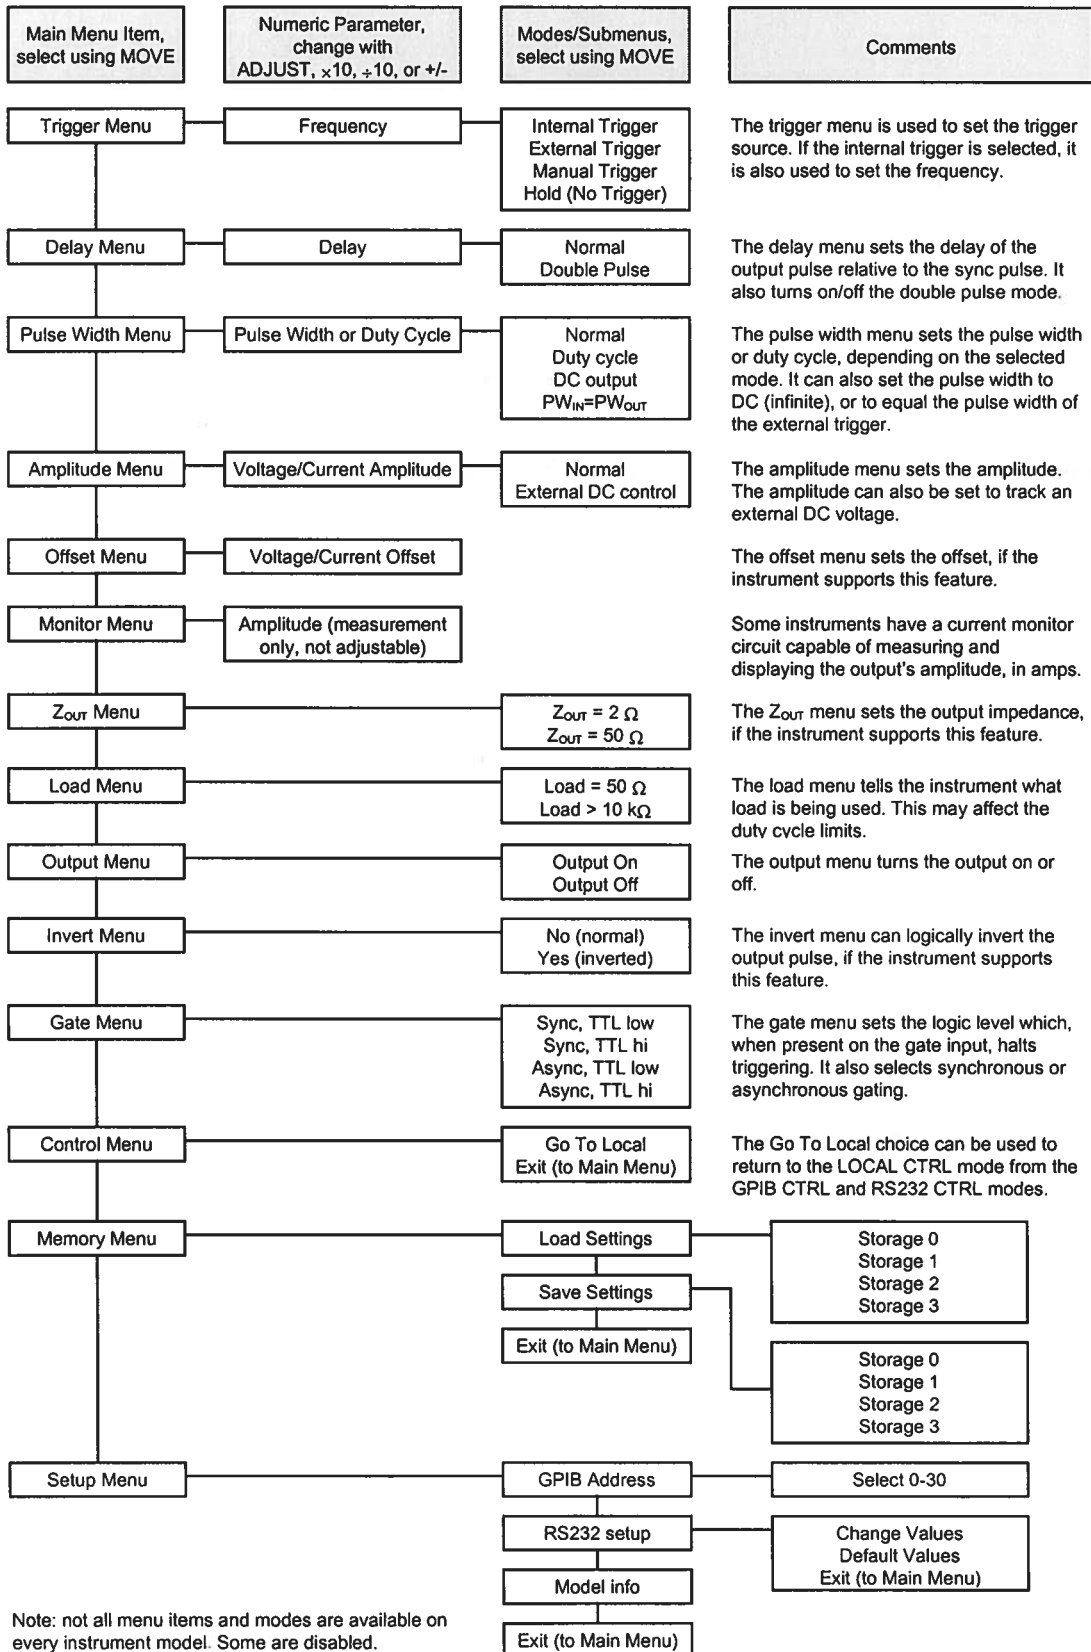 Main Menu Item,
select using MOVE
Numeric Parameter,
change with
ADJUST, x10, ÷10, or +/-
Modes/Submenus,
select using MOVE
Comments
Trigger Menu
Frequency
Internal Trigger
External Trigger
Manual Trigger
Hold (No Trigger)
The trigger menu is used to set the trigger
source. If the internal trigger is selected, it
is also used to set the frequency.
Delay Menu
Delay
Normal
Double Pulse
The delay menu sets the delay of the
output pulse relative to the sync pulse. It
also turns on/off the double pulse mode.
Pulse Width Menu
Pulse Width or Duty Cycle
Normal
Duty cycle
DC output
PWIN=PWOUT
The pulse width menu sets the pulse width
or duty cycle, depending on the selected
mode. It can also set the pulse width to
DC (infinite), or to equal the pulse width of
the external trigger.
Amplitude Menu
Voltage/Current Amplitude
Normal
External DC control
The amplitude menu sets the amplitude.
The amplitude can also be set to track an
external DC voltage.
Offset Menu
Voltage/Current Offset
The offset menu sets the offset, if the
instrument supports this feature.
Monitor Menu
Amplitude (measurement
only, not adjustable)
Some instruments have a current monitor
circuit capable of measuring and
displaying the output's amplitude, in amps.
ZOUT Menu
ZOUT = 2 Ω
ZOUT = 50 Ω
The ZOUT menu sets the output impedance,
if the instrument supports this feature.
Load Menu
Load = 50 Ω
Load > 10 kΩ
The load menu tells the instrument what
load is being used. This may affect the
duty cycle limits.
Output Menu
Output On
Output Off
The output menu turns the output on or
off.
Invert Menu
No (normal)
Yes (inverted)
The invert menu can logically invert the
output pulse, if the instrument supports
this feature.
Gate Menu
Sync, TTL low
Sync, TTL hi
Async, TTL low
Async, TTL hi
The gate menu sets the logic level which,
when present on the gate input, halts
triggering. It also selects synchronous or
asynchronous gating.
Control Menu
Go To Local
Exit (to Main Menu)
The Go To Local choice can be used to
return to the LOCAL CTRL mode from the
GPIB CTRL and RS232 CTRL modes.
Memory Menu
Load Settings
Storage 0
Storage 1
Storage 2
Storage 3
Save Settings
Exit (to Main Menu)
Storage 0
Storage 1
Storage 2
Storage 3
Setup Menu
GPIB Address
Select 0-30
RS232 setup
Change Values
Default Values
Exit (to Main Menu)
Model info
Exit (to Main Menu)
Note: not all menu items and modes are available on
every instrument model. Some are disabled.